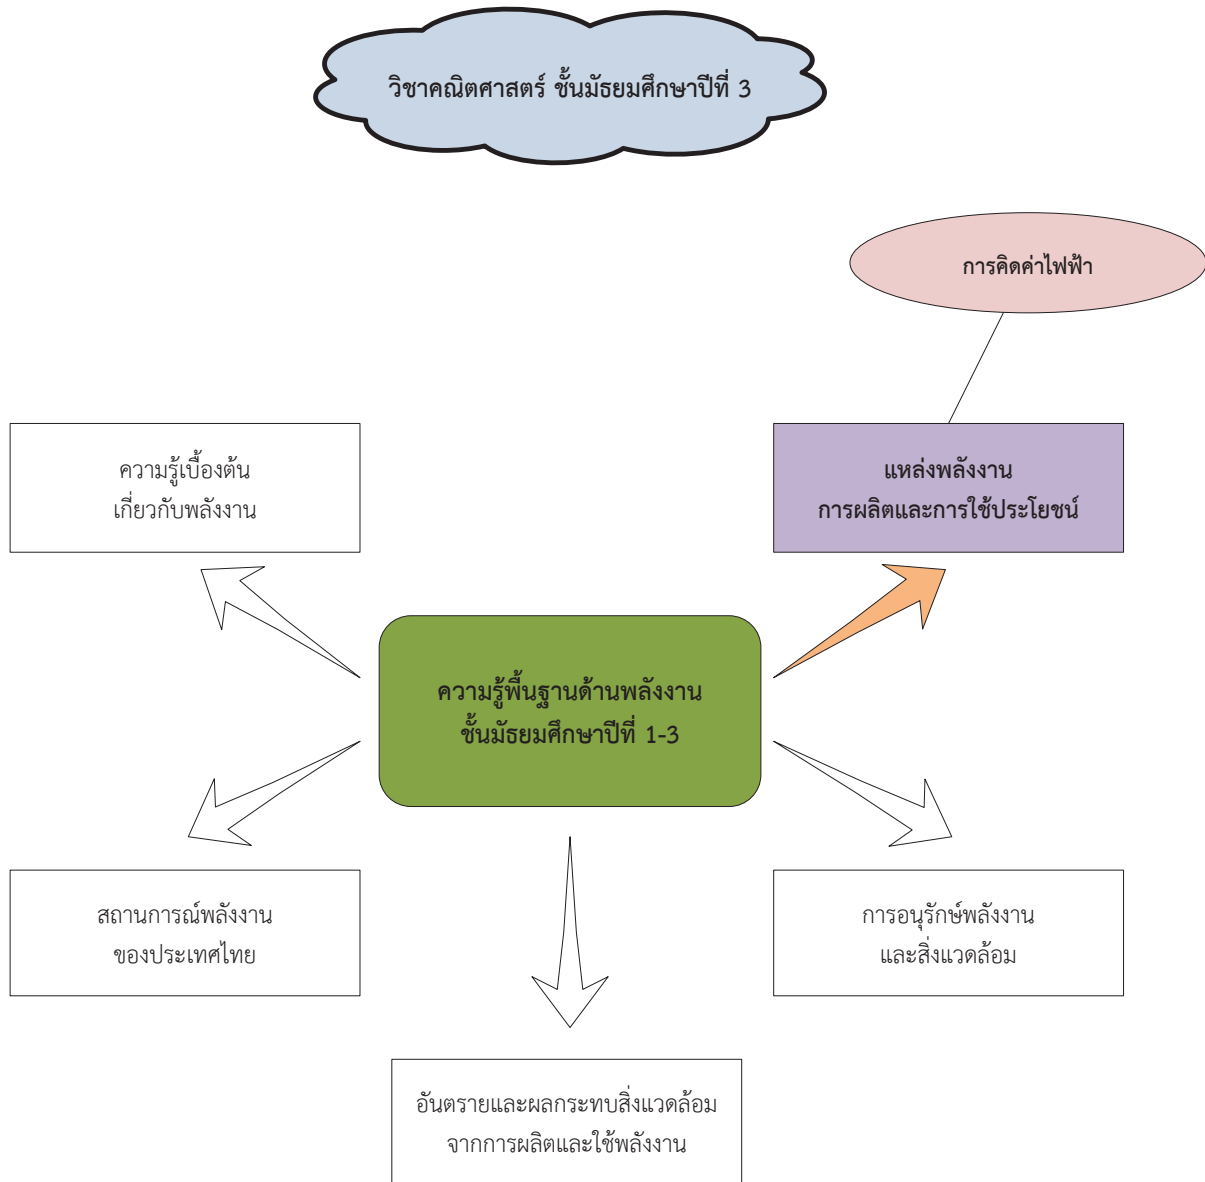 วิชาคณิตศาสตร์ ชั้นมัธยมศึกษาปีที่ 3
การคิดค่าไฟฟ้า
ความรู้เบื้องต้น
เกี่ยวกับพลังงาน
แหล่งพลังงาน
การผลิตและการใช้ประโยชน์
ความรู้พื้นฐานด้านพลังงาน
ชั้นมัธยมศึกษาปีที่ 1-3
สถานการณ์พลังงาน
ของประเทศไทย
การอนุรักษ์พลังงาน
และสิ่งแวดล้อม
อันตรายและผลกระทบสิ่งแวดล้อม
จากการผลิตและใช้พลังงาน